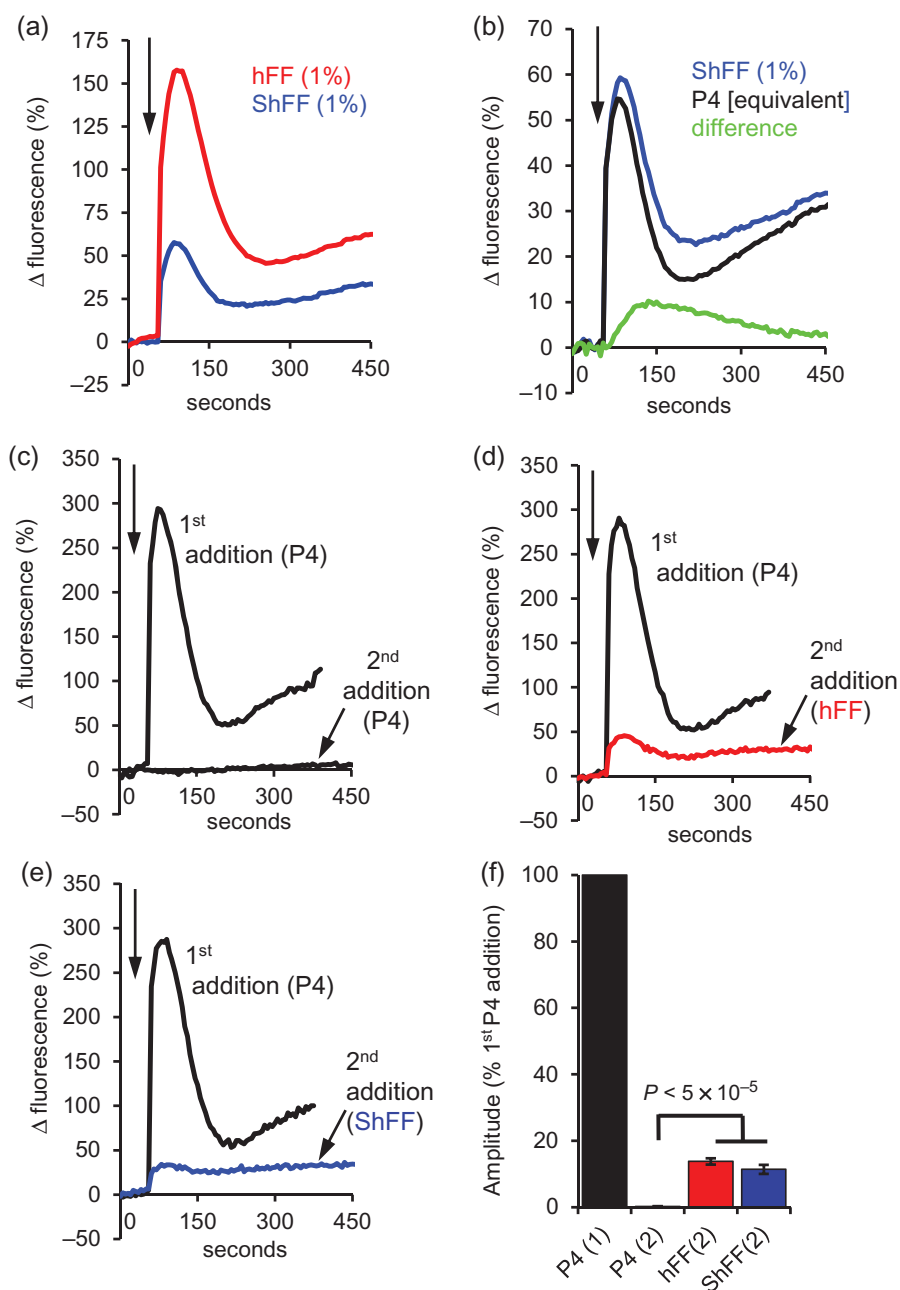 (a)
Δ fluorescence (%)
175
150
125
100
75
50
25
0
–25
0
150
300
450
seconds
hFF (1%)
ShFF (1%)
(b)
Δ fluorescence (%)
70
60
50
40
30
20
10
0
–10
0
150
300
450
seconds
ShFF (1%)
P4 [equivalent]
difference
(c)
Δ fluorescence (%)
350
300
250
200
150
100
50
0
–50
0
150
300
450
seconds
1st
addition (P4)
2nd
addition
(P4)
(d)
Δ fluorescence (%)
350
300
250
200
150
100
50
0
–50
0
150
300
450
seconds
1st
addition (P4)
2nd
addition
(hFF)
(e)
Δ fluorescence (%)
350
300
250
200
150
100
50
0
–50
0
150
300
450
seconds
1st
addition (P4)
2nd
addition
(ShFF)
(f)
Amplitude (% 1st P4 addition)
100
80
60
40
20
0
P < 5 × 10–5
P4 (1)
P4 (2)
hFF(2)
ShFF(2)